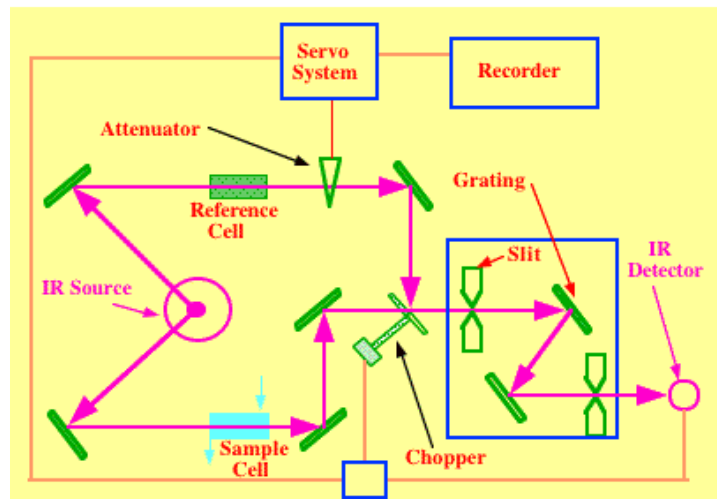 Servo
System
Recorder
Attenuator
Grating
Reference
Cell
Slit
IR
Detector
IR Source
Sample
Cell
Chopper